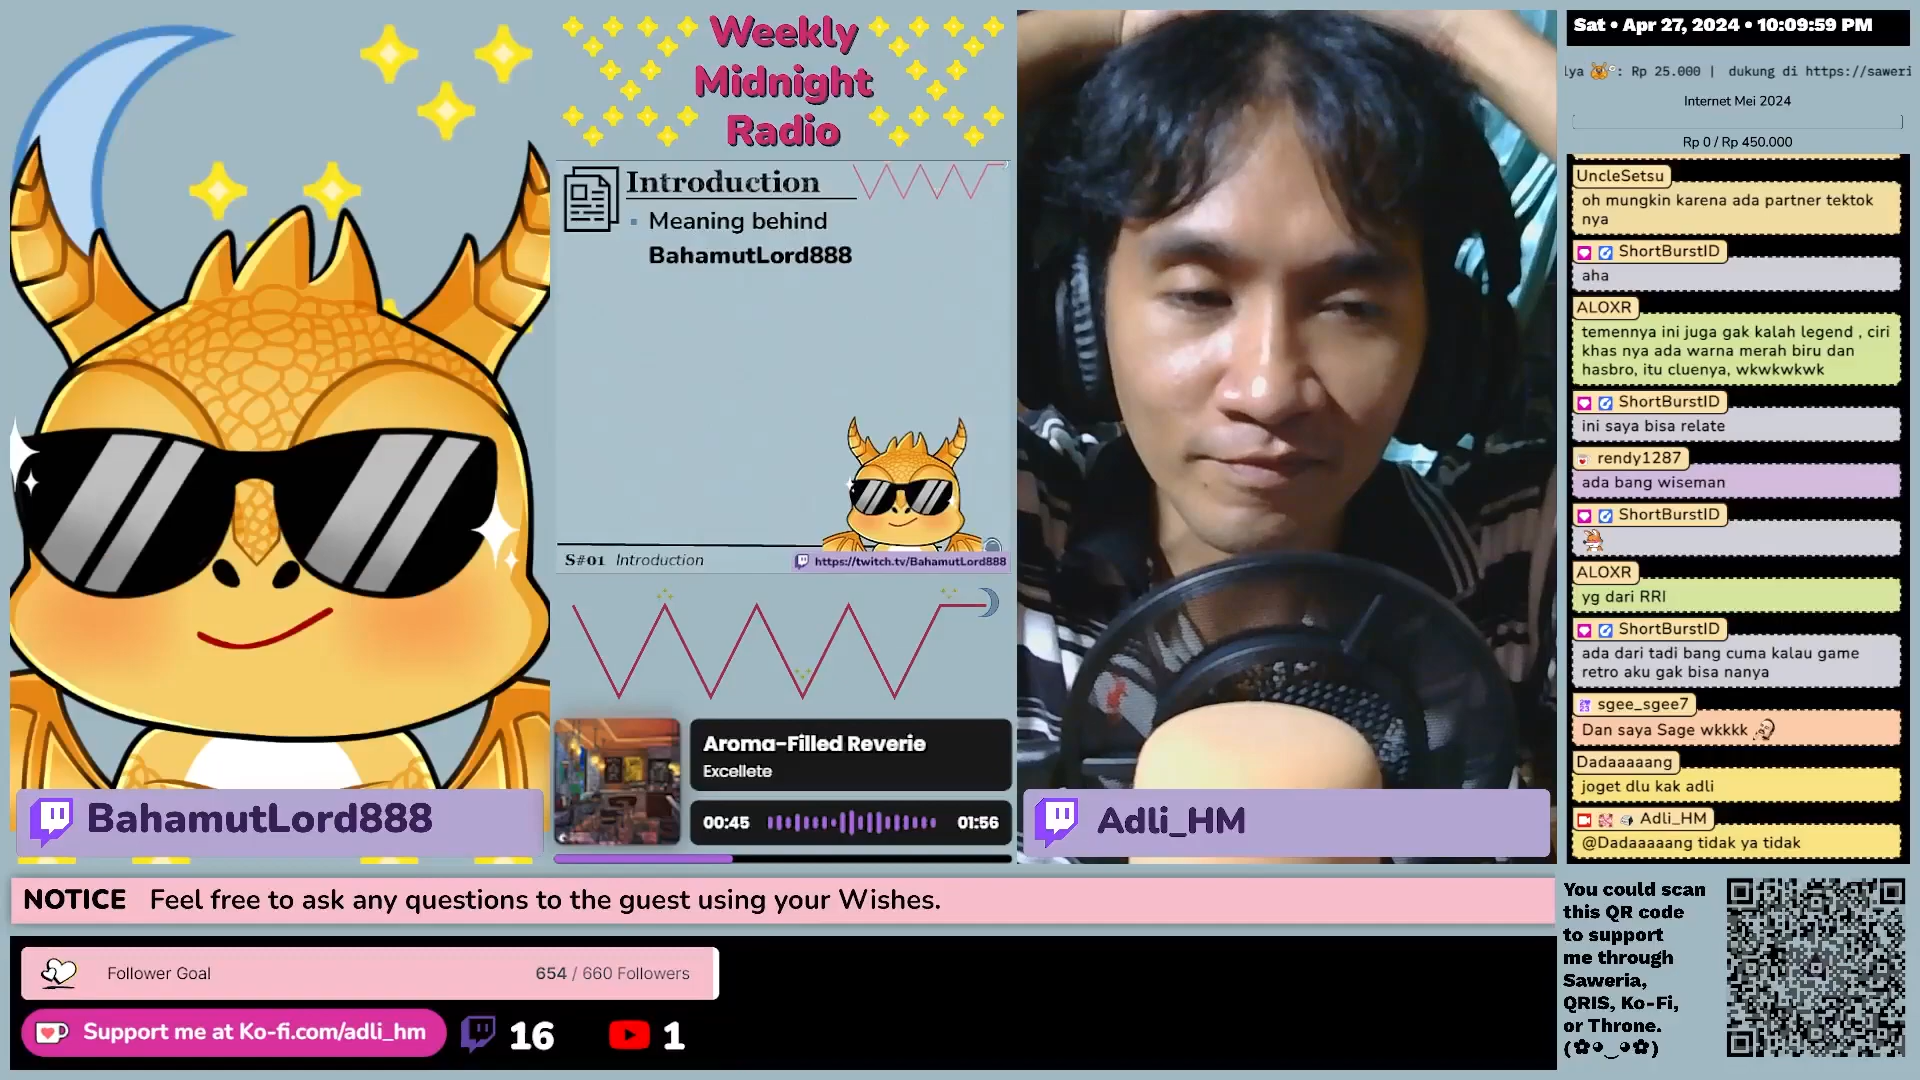 Weekly
Midnight
Radio
Introduction
Meaning behind
BahamutLord888
S#01 Introduction
https://twitch.tv/BahamutLord888
Aroma-Filled Reverie
Excellete
00:45
01:56
BahamutLord888
Adli_HM
Sat • Apr 27, 2024 • 10:09:59 PM
lya : Rp 25.000 | dukung di https://saweri
Internet Mei 2024
Rp 0 / Rp 450.000
UncleSetsu
oh mungkin karena ada partner tektok
nya
ShortBurstID
aha
ALOXR
temennya ini juga gak kalah legend , ciri
khas nya ada warna merah biru dan
hasbro, itu cluenya, wkwkwkwk
ShortBurstID
ini saya bisa relate
rendy1287
ada bang wiseman
ShortBurstID
ALOXR
yg dari RRI
ShortBurstID
ada dari tadi bang cuma kalau game
retro aku gak bisa nanya
sgee_sgee7
Dan saya Sage wkkkk
Dadaaaaang
joget dlu kak adli
Adli_HM
@Dadaaaaang tidak ya tidak
NOTICE Feel free to ask any questions to the guest using your Wishes.
Follower Goal
654 / 660 Followers
Support me at Ko-fi.com/adli_hm
16
1
You could scan
this QR code
to support
me through
Saweria,
QRIS, Ko-Fi,
or Throne.
(✿◕‿◕✿)